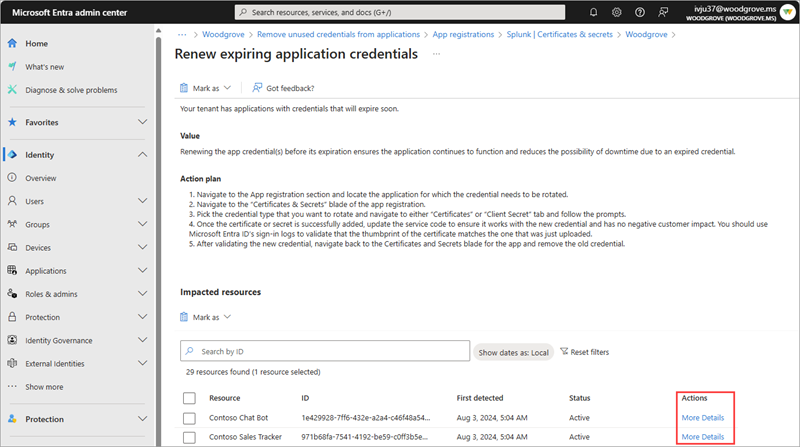 Microsoft Entra admin center
Search resources, services, and docs (G+/)
ivju37@woodgrove.ms
WOODGROVE (WOODGROVE.MS)
Home
What's new
Diagnose & solve problems
Favorites
Identity
Overview
Users
Groups
Devices
Applications
Roles & admins
Protection
Identity Governance
External Identities
Show more
Protection
··· > Woodgrove > Remove unused credentials from applications > App registrations > Splunk | Certificates & secrets > Woodgrove >
Renew expiring application credentials ···
Mark as
Got feedback?
Your tenant has applications with credentials that will expire soon.
Value
Renewing the app credential(s) before its expiration ensures the application continues to function and reduces the possibility of downtime due to an expired credential.
Action plan
1. Navigate to the App registration section and locate the application for which the credential needs to be rotated.
2. Navigate to the "Certificates & Secrets" blade of the app registration.
3. Pick the credential type that you want to rotate and navigate to either "Certificates" or "Client Secret" tab and follow the prompts.
4. Once the certificate or secret is successfully added, update the service code to ensure it works with the new credential and has no negative customer impact. You should use
Microsoft Entra ID's sign-in logs to validate that the thumbprint of the certificate matches the one that was just uploaded.
5. After validating the new credential, navigate back to the Certificates and Secrets blade for the app and remove the old credential.
Impacted resources
Mark as
Search by ID
Show dates as: Local
Reset filters
29 resources found (1 resource selected)
Resource ID First detected Status Actions
Contoso Chat Bot 1e429928-7ff6-432e-a2a4-c46f48a54... Aug 3, 2024, 5:04 AM Active More Details
Contoso Sales Tracker 971b68fa-7541-4192-be59-c0ff3b5e... Aug 3, 2024, 5:04 AM Active More Details